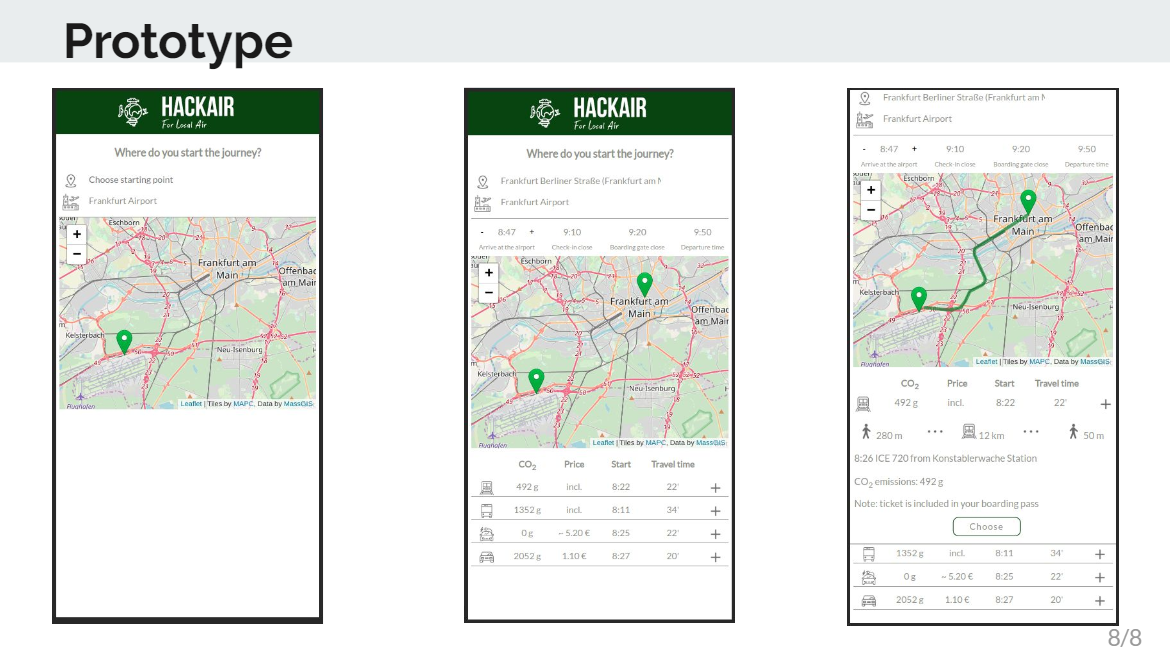 Prototype
HACKAIR
For Local Air
Where do you start the journey?
Choose starting point
Frankfurt Airport
+
−
Eschborn
Frankfurt am
Main
Offenbac
am Main
Kelsterbach
Neu-Isenburg
Leaflet | Tiles by MAPC, Data by MassGIS
HACKAIR
For Local Air
Where do you start the journey?
Frankfurt Berliner Straße (Frankfurt am M
Frankfurt Airport
- 8:47 + 9:10 9:20 9:50
Arrive at the airport Check-in close Boarding gate close Departure time
+
−
Eschborn
Frankfurt am
Main
Offenbac
am Mai
Kelsterbach
Neu-Isenburg
Leaflet | Tiles by MAPC, Data by MassGIS
CO2 Price Start Travel time
492 g incl. 8:22 22' +
1352 g incl. 8:11 34' +
0 g ~ 5.20 € 8:25 22' +
2052 g 1.10 € 8:27 20' +
Frankfurt Berliner Straße (Frankfurt am M
Frankfurt Airport
- 8:47 + 9:10 9:20 9:50
Arrive at the airport Check-in close Boarding gate close Departure time
+
−
Eschborn
Frankfurt am
Main
Offenbac
am Mai
Kelsterbach
Neu-Isenburg
Leaflet | Tiles by MAPC, Data by MassGIS
CO2 Price Start Travel time
492 g incl. 8:22 22' +
280 m ... 12 km ... 50 m
8:26 ICE 720 from Konstablerwache Station
CO2 emissions: 492 g
Note: ticket is included in your boarding pass
Choose
1352 g incl. 8:11 34' +
0 g ~ 5.20 € 8:25 22' +
2052 g 1.10 € 8:27 20' +
8/8